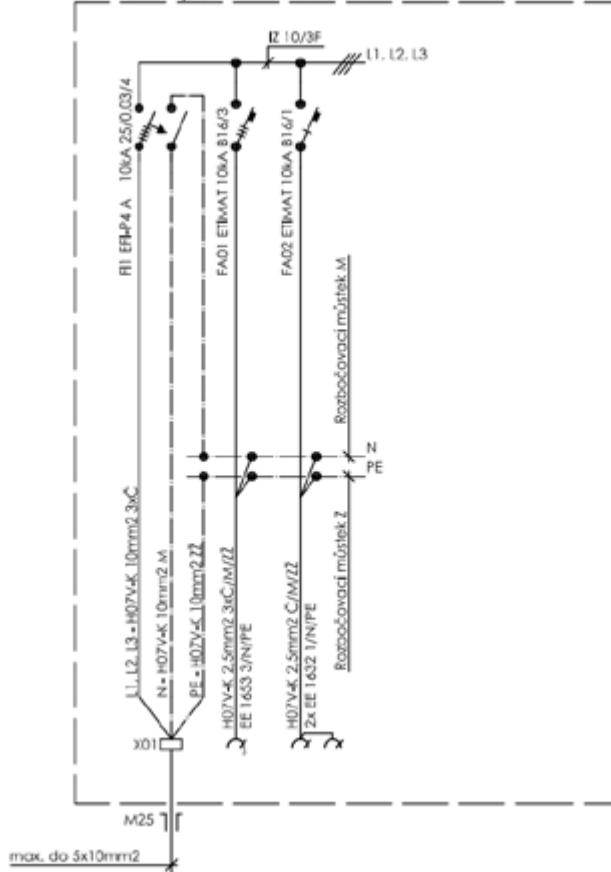 IZ 10/3F
L1, L2, L3
FI1 EFI-P4 A 10kA 25/0,03/4
FA01 ETIMAT 10kA B16/3
FA02 ETIMAT 10kA B16/1
Rozbočovací můstek M
N
PE
Rozbočovací můstek Z
L1, L2, L3 - H07V-K 10mm2 3xČ
N - H07V-K 10mm2 M
PE - H07V-K 10mm2 ZŽ
H07V-K 2,5mm2 3xČ/M/ZŽ
EE 1653 3/N/PE
H07V-K 2,5mm2 Č/M/ZŽ
2x EE 1632 1/N/PE
X01
M25
max. do 5x10mm2